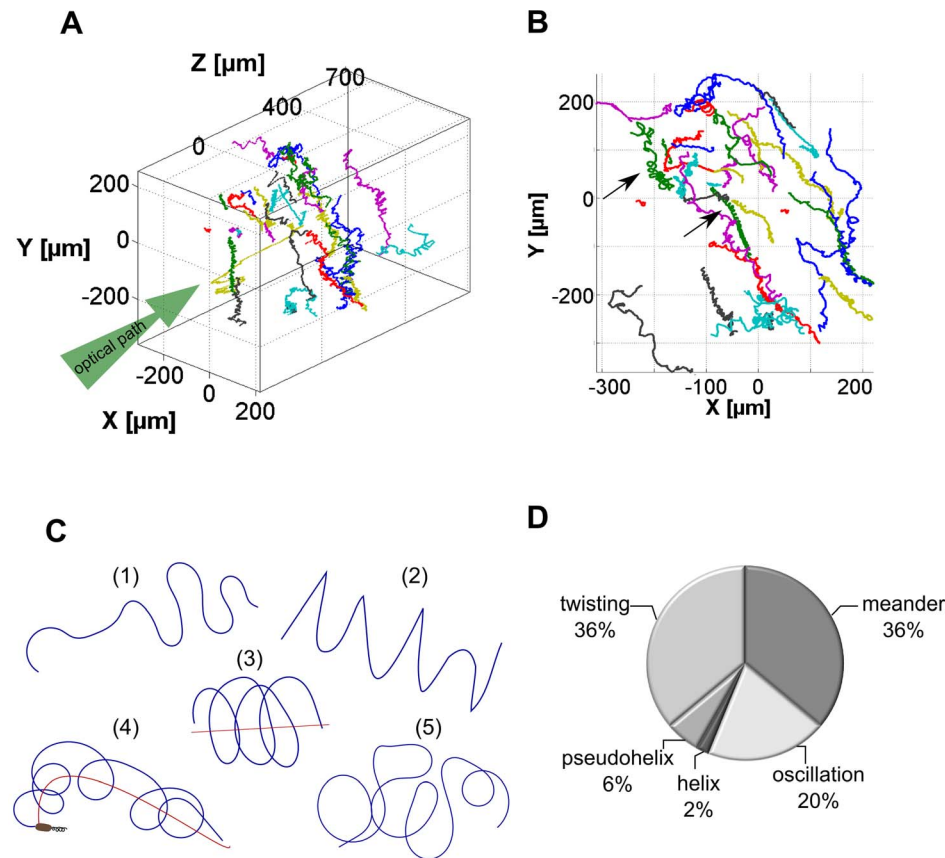 A
Z [µm]
700
400
0
200
Y [µm]
0
-200
optical path
-200
0
X [µm]
200
B
200
Y [µm]
0
-200
-300
-100
0
200
X [µm]
C
(1)
(2)
(3)
(4)
(5)
D
twisting
36%
meander
36%
pseudohelix
6%
helix
2%
oscillation
20%